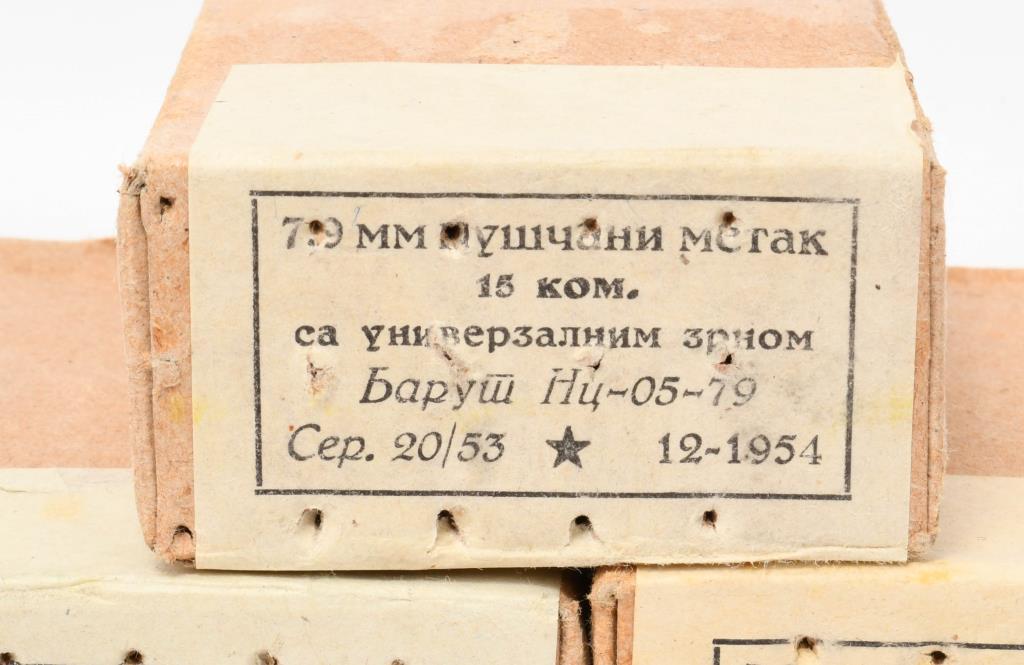 7.9 мм пушчани метак
15 ком.
са универзалним зрном
Барут Нц-05-79
Сер. 20/53 ★ 12-1954